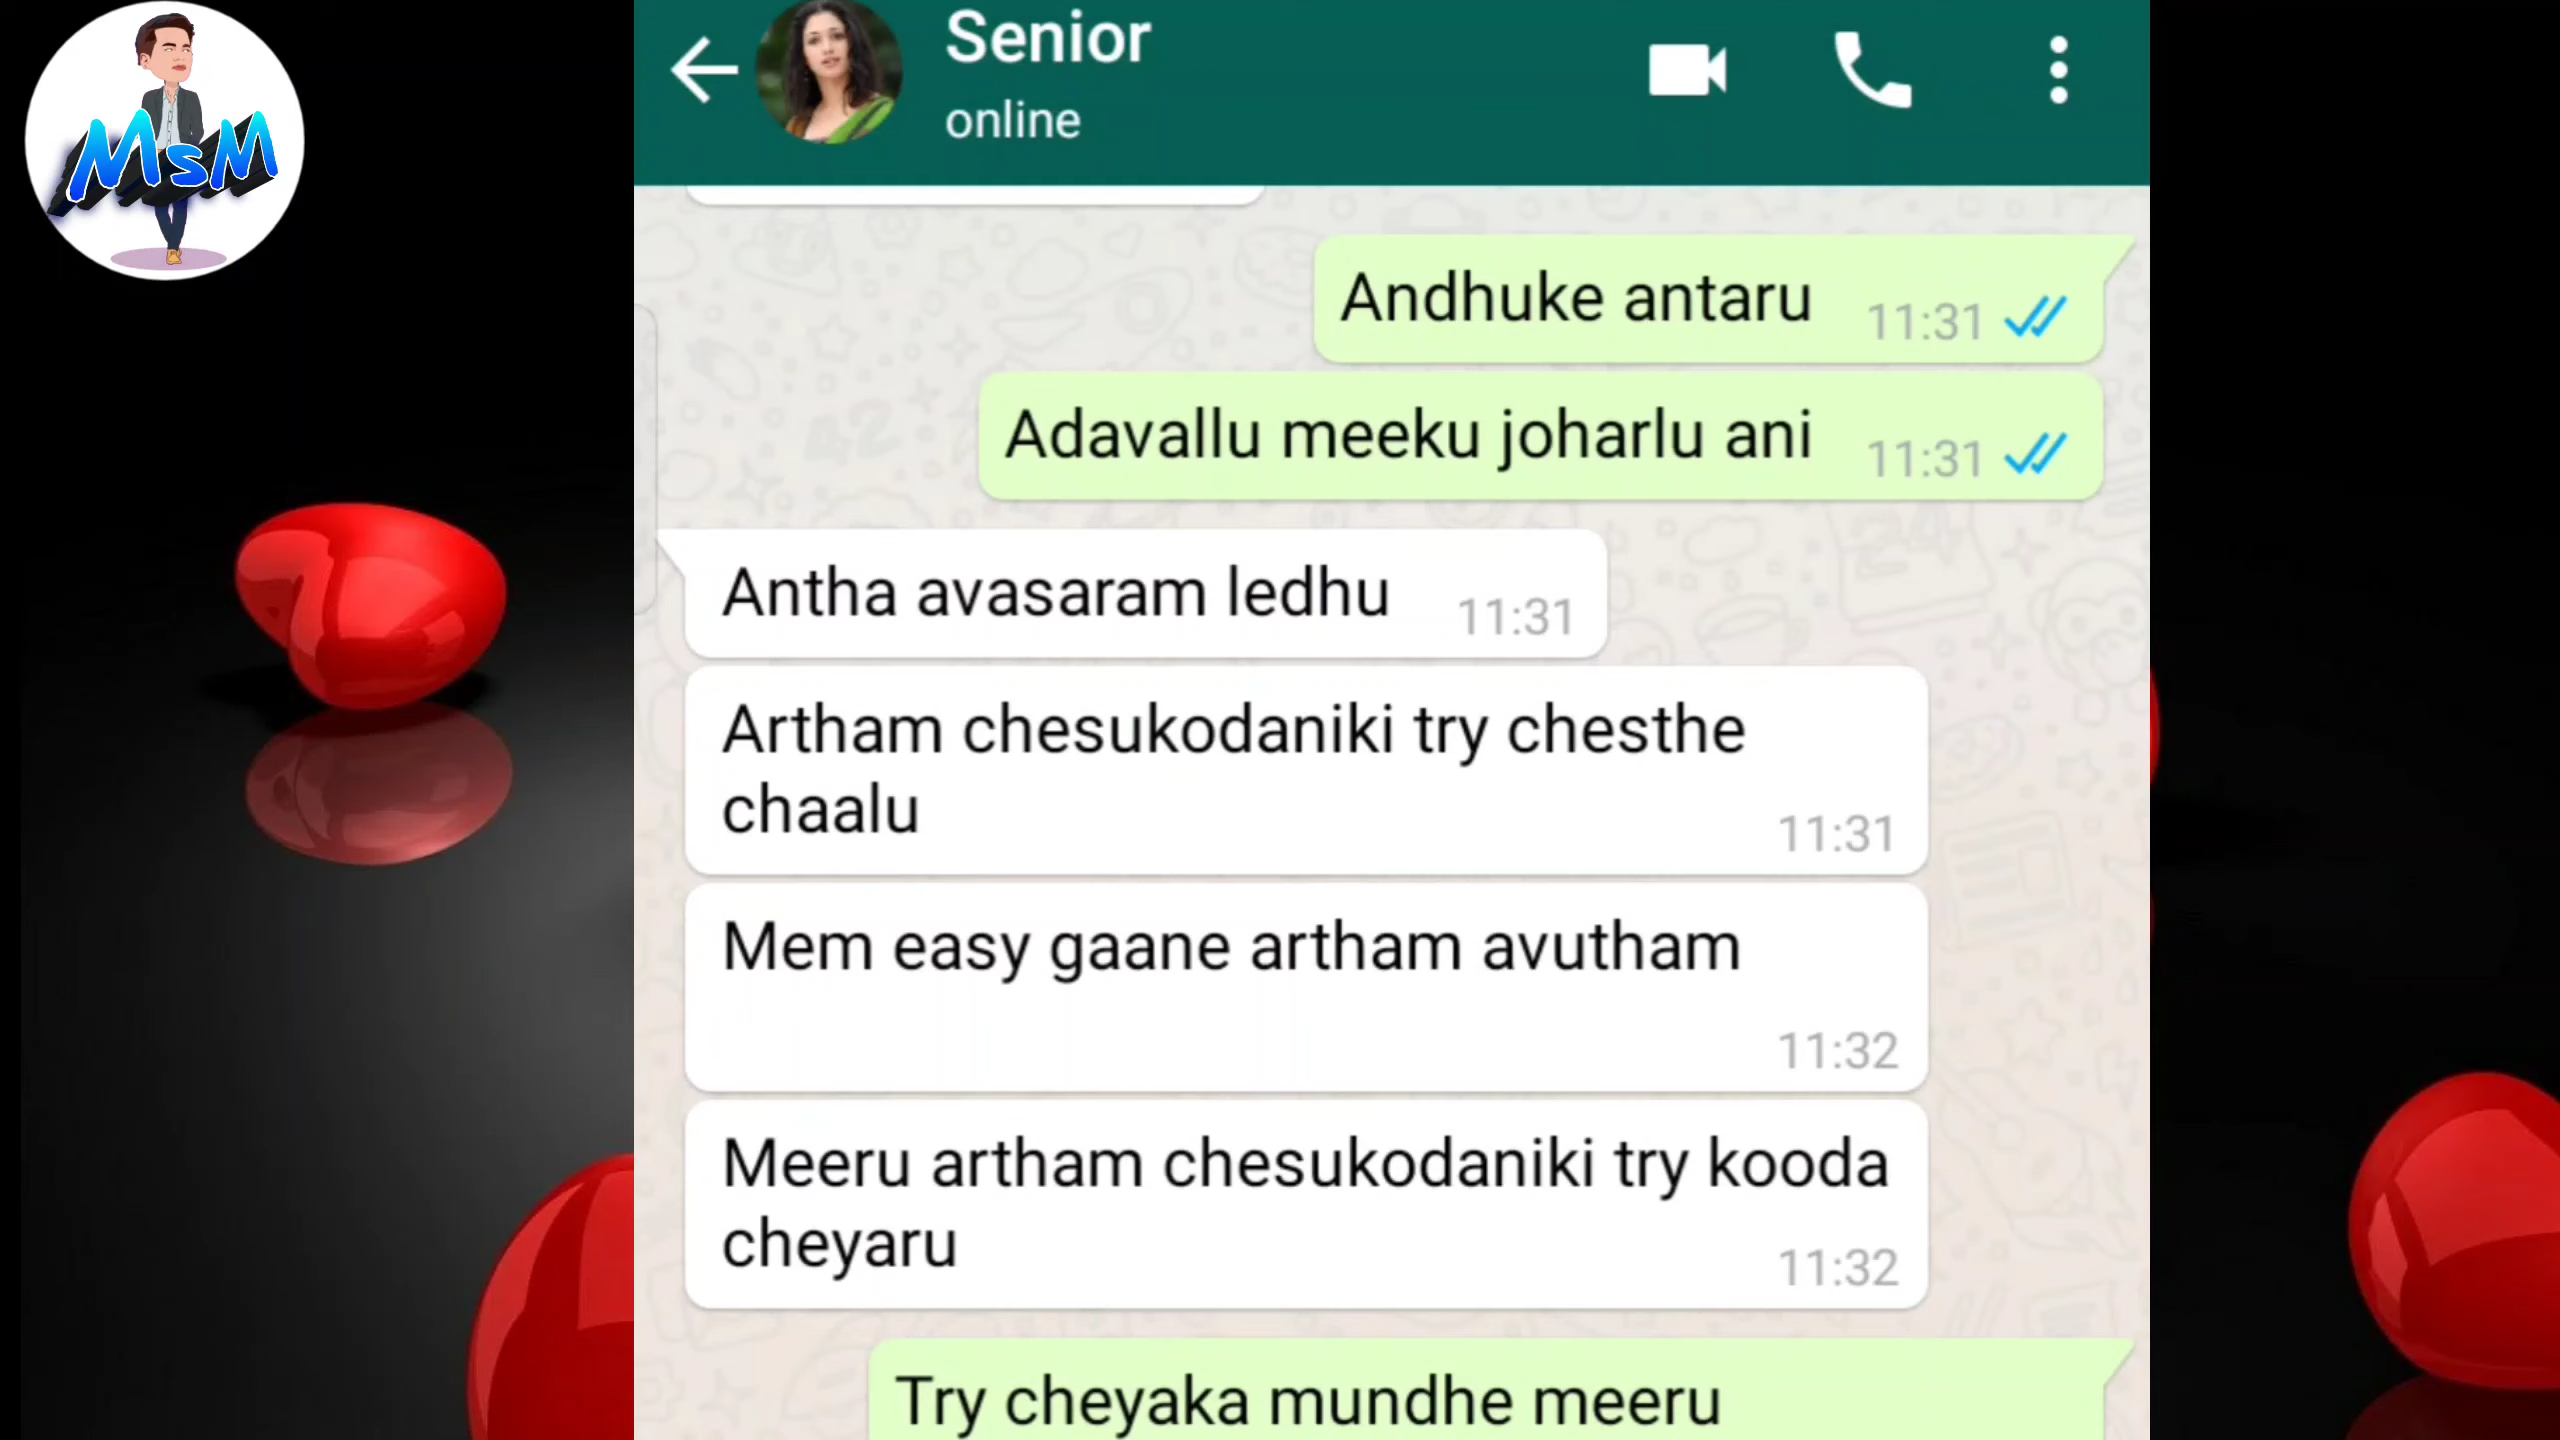 MsM
Senior
online
Andhuke antaru 11:31
Adavallu meeku joharlu ani 11:31
Antha avasaram ledhu 11:31
Artham chesukodaniki try chesthe
chaalu 11:31
Mem easy gaane artham avutham
11:32
Meeru artham chesukodaniki try kooda
cheyaru 11:32
Try cheyaka mundhe meeru